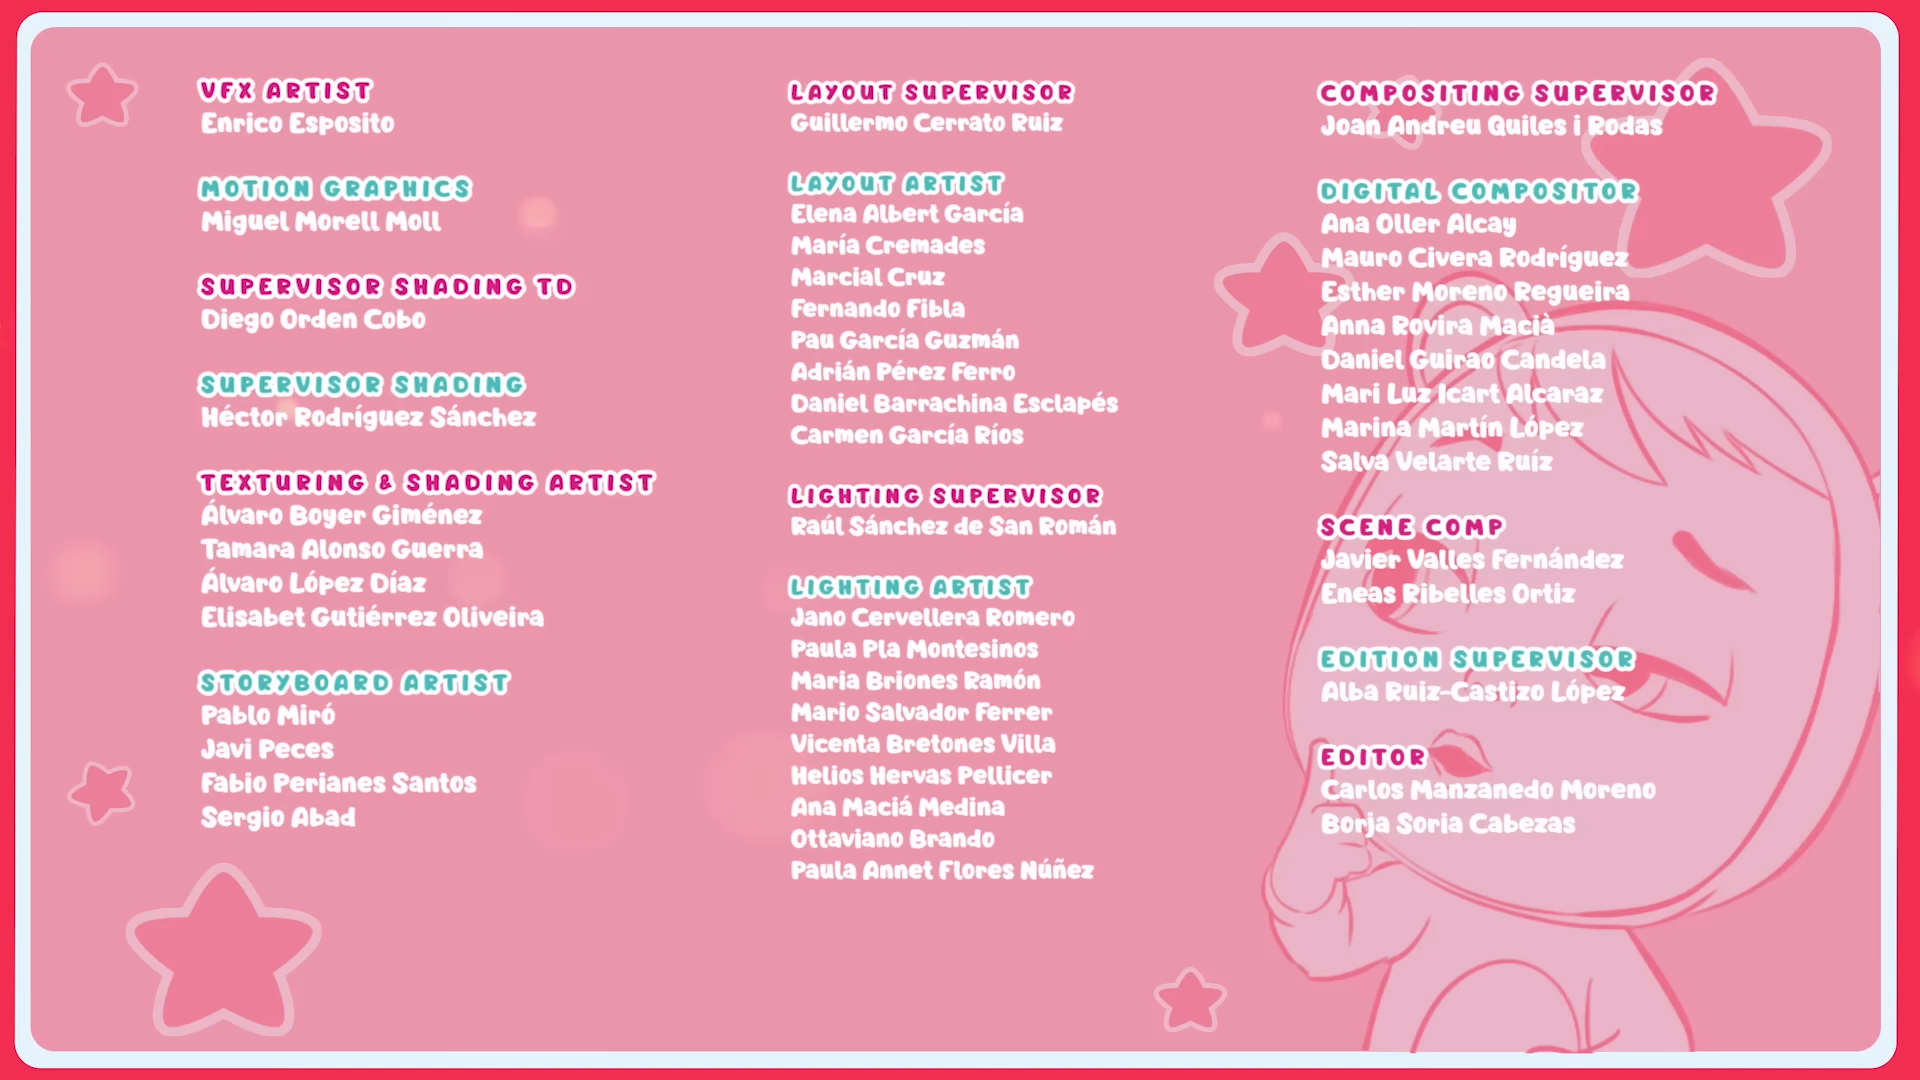 VFX ARTIST
Enrico Esposito
MOTION GRAPHICS
Miguel Morell Moll
SUPERVISOR SHADING TD
Diego Orden Cobo
SUPERVISOR SHADING
Héctor Rodríguez Sánchez
TEXTURING & SHADING ARTIST
Álvaro Boyer Giménez
Tamara Alonso Guerra
Álvaro López Díaz
Elisabet Gutiérrez Oliveira
STORYBOARD ARTIST
Pablo Miró
Javi Peces
Fabio Perianes Santos
Sergio Abad
LAYOUT SUPERVISOR
Guillermo Cerrato Ruiz
LAYOUT ARTIST
Elena Albert García
María Cremades
Marcial Cruz
Fernando Fibla
Pau García Guzmán
Adrián Pérez Ferro
Daniel Barrachina Esclapés
Carmen García Ríos
LIGHTING SUPERVISOR
Raúl Sánchez de San Román
LIGHTING ARTIST
Jano Cervellera Romero
Paula Pla Montesinos
Maria Briones Ramón
Mario Salvador Ferrer
Vicenta Bretones Villa
Helios Hervas Pellicer
Ana Maciá Medina
Ottaviano Brando
Paula Annet Flores Núñez
COMPOSITING SUPERVISOR
Joan Andreu Quiles i Rodas
DIGITAL COMPOSITOR
Ana Oller Alcay
Mauro Civera Rodríguez
Esther Moreno Regueira
Anna Rovira Macià
Daniel Guirao Candela
Mari Luz Icart Alcaraz
Marina Martín López
Salva Velarte Ruíz
SCENE COMP
Javier Valles Fernández
Eneas Ribelles Ortiz
EDITION SUPERVISOR
Alba Ruiz-Castizo López
EDITOR
Carlos Manzanedo Moreno
Borja Soria Cabezas